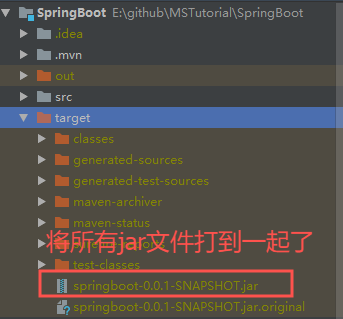 SpringBoot E:\github\MSTutorial\SpringBoot
.idea
.mvn
out
src
target
classes
generated-sources
generated-test-sources
maven-archiver
maven-status
将所有jar文件打到一起了
test-classes
springboot-0.0.1-SNAPSHOT.jar
springboot-0.0.1-SNAPSHOT.jar.original